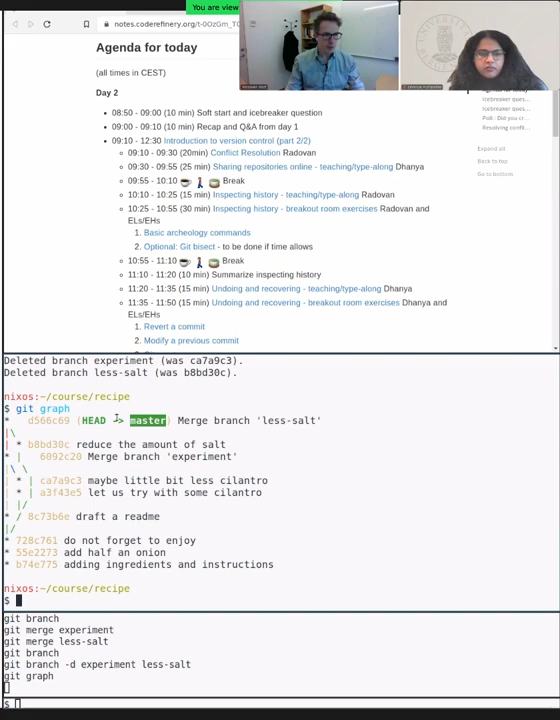 You are view
notes.coderefinery.org/t-0OzGm_T
Agenda for today
(all times in CEST)
Day 2
• 08:50 - 09:00 (10 min) Soft start and icebreaker question
• 09:00 - 09:10 (10 min) Recap and Q&A from day 1
• 09:10 - 12:30 Introduction to version control (part 2/2)
◦ 09:10 - 09:30 (20min) Conflict Resolution Radovan
◦ 09:30 - 09:55 (25 min) Sharing repositories online - teaching/type-along Dhanya
◦ 09:55 - 10:10 Break
◦ 10:10 - 10:25 (15 min) Inspecting history - teaching/type-along Radovan
◦ 10:25 - 10:55 (30 min) Inspecting history - breakout room exercises Radovan and
ELs/EHs
1. Basic archeology commands
2. Optional: Git bisect - to be done if time allows
◦ 10:55 - 11:10 Break
◦ 11:10 - 11:20 (10 min) Summarize inspecting history
◦ 11:20 - 11:35 (15 min) Undoing and recovering - teaching/type-along Dhanya
◦ 11:35 - 11:50 (15 min) Undoing and recovering - breakout room exercises Dhanya and
ELs/EHs
1. Revert a commit
2. Modify a previous commit
Icebreaker ques...
Recap and Q&A f...
Poll : Did you cr...
Resolving confli...
Expand all
Back to top
Go to bottom
Deleted branch experiment (was ca7a9c3).
Deleted branch less-salt (was b8bd30c).
nixos:~/course/recipe
$ git graph
*   d566c69 (HEAD -> master) Merge branch 'less-salt'
|\
| * b8bd30c reduce the amount of salt
* |   6092c20 Merge branch 'experiment'
|\ \
| * | ca7a9c3 maybe little bit less cilantro
| * | a3f43e5 let us try with some cilantro
| |/
* / 8c73b6e draft a readme
|/
* 728c761 do not forget to enjoy
* 55e2273 add half an onion
* b74e775 adding ingredients and instructions
nixos:~/course/recipe
$
git branch
git merge experiment
git merge less-salt
git branch
git branch -d experiment less-salt
git graph
$